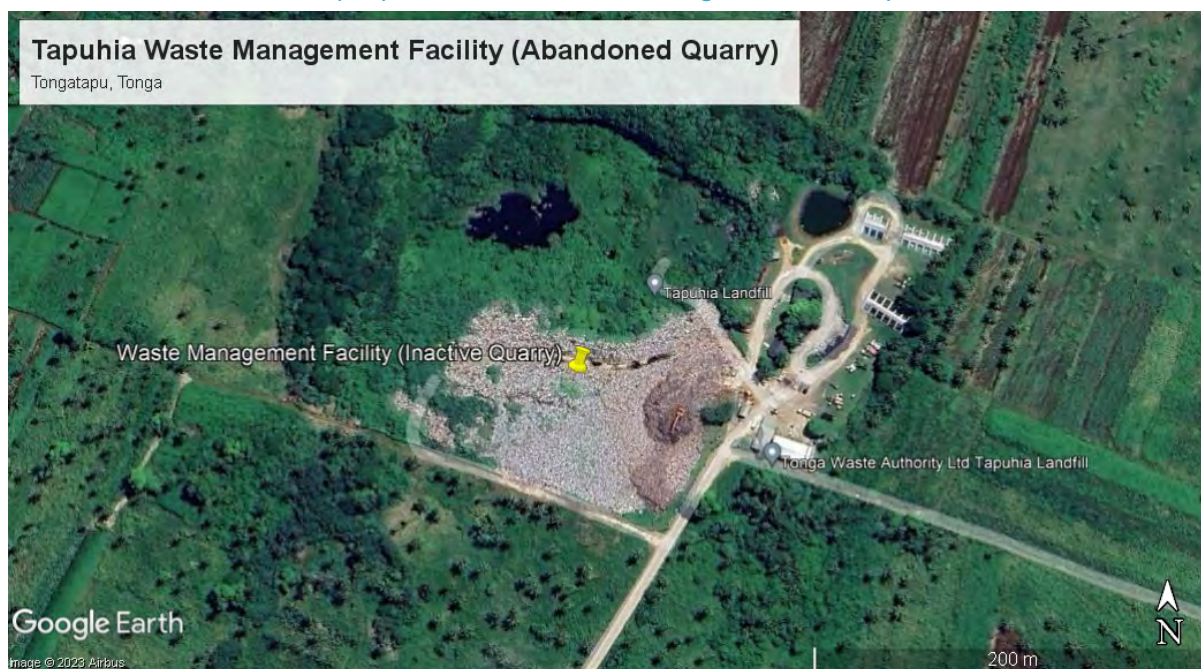 Tapuhia Waste Management Facility (Abandoned Quarry)
Tongatapu, Tonga
Tapuhia Landfill
Waste Management Facility (Inactive Quarry)
Tonga Waste Authority Ltd Tapuhia Landfill
Google Earth
N
Image © 2023 Airbus
200 m